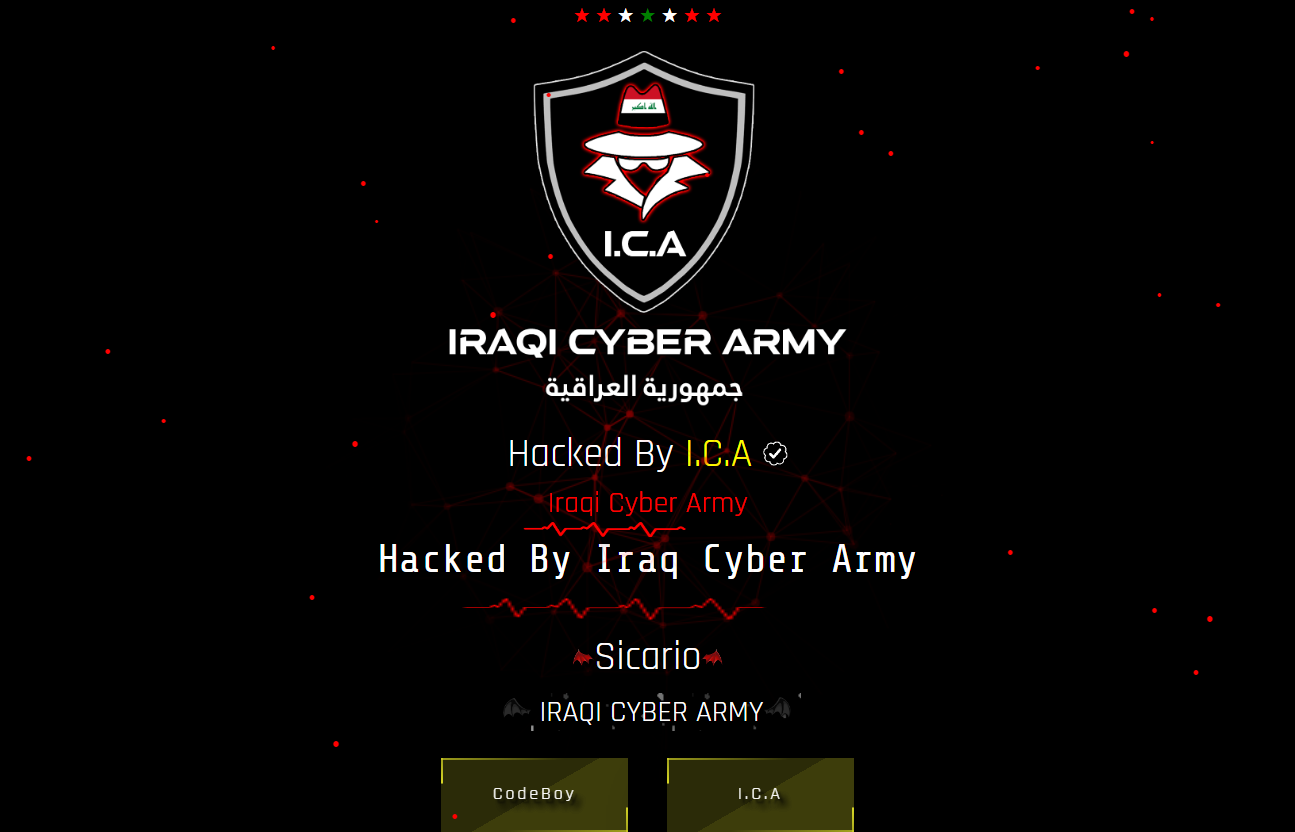 الله اكبر
I.C.A
IRAQI CYBER ARMY
جمهورية العراقية
Hacked By I.C.A
Iraqi Cyber Army
Hacked By Iraq Cyber Army
Sicario
IRAQI CYBER ARMY
CodeBoy
I.C.A